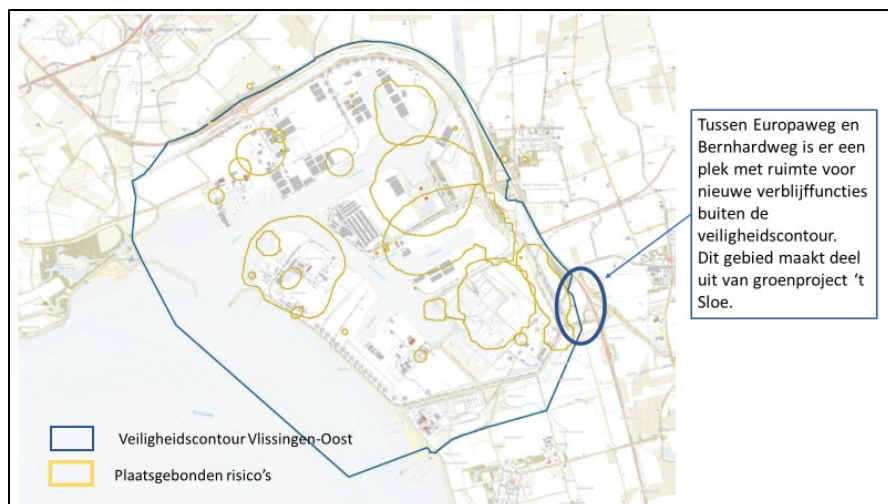 Tussen Europaweg en
Bernhardweg is er een
plek met ruimte voor
nieuwe verblijffuncties
buiten de
veiligheidscontour.
Dit gebied maakt deel
uit van groenproject ‘t
Sloe.
Veiligheidscontour Vlissingen-Oost
Plaatsgebonden risico’s